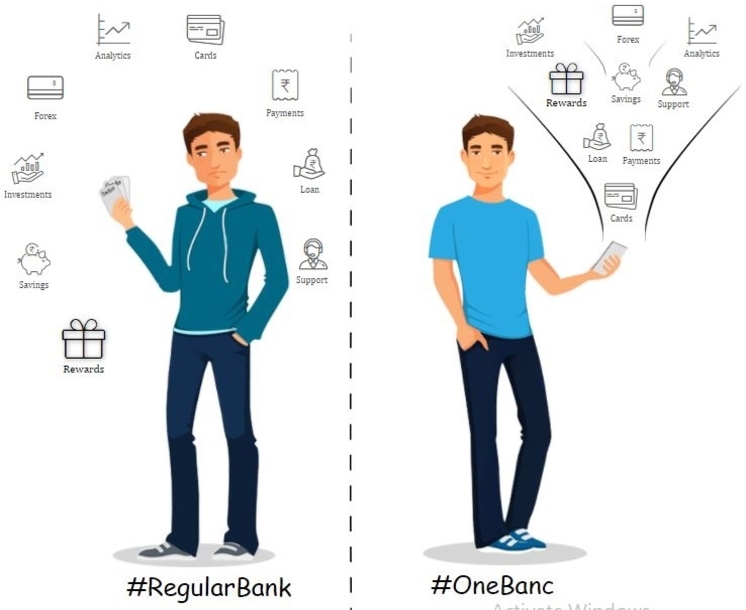 Analytics
Cards
Forex
Payments
Investments
Loan
Savings
Support
Rewards
#RegularBank
Forex
Investments
Analytics
Rewards
Savings
Support
Loan
Payments
Cards
#OneBanc
Activate Windows